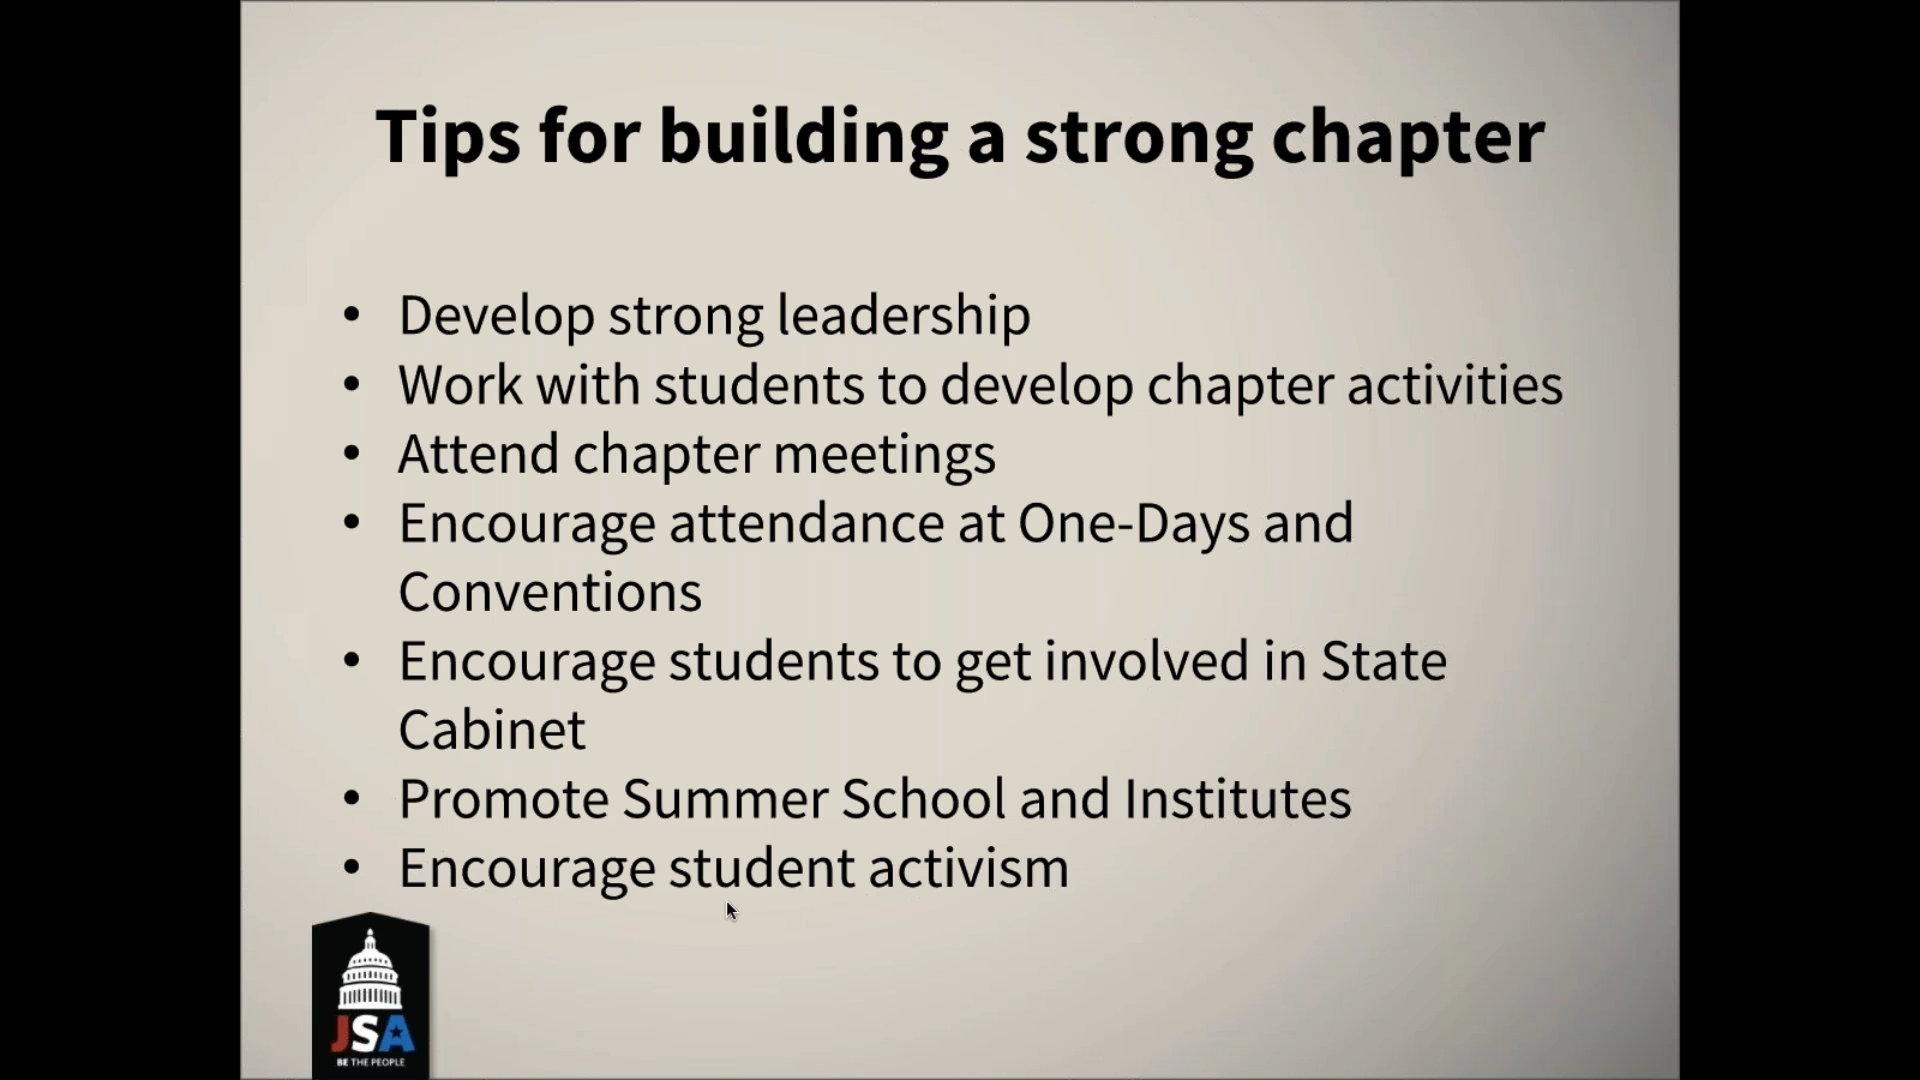 Tips for building a strong chapter
• Develop strong leadership
• Work with students to develop chapter activities
• Attend chapter meetings
• Encourage attendance at One-Days and
Conventions
• Encourage students to get involved in State
Cabinet
• Promote Summer School and Institutes
• Encourage student activism
JSA
BE THE PEOPLE